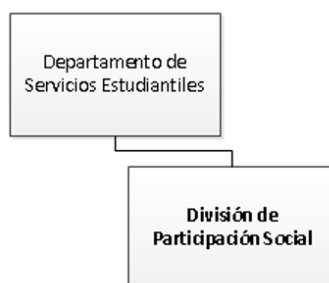 Departamento de
Servicios Estudiantiles
División de
Participación Social